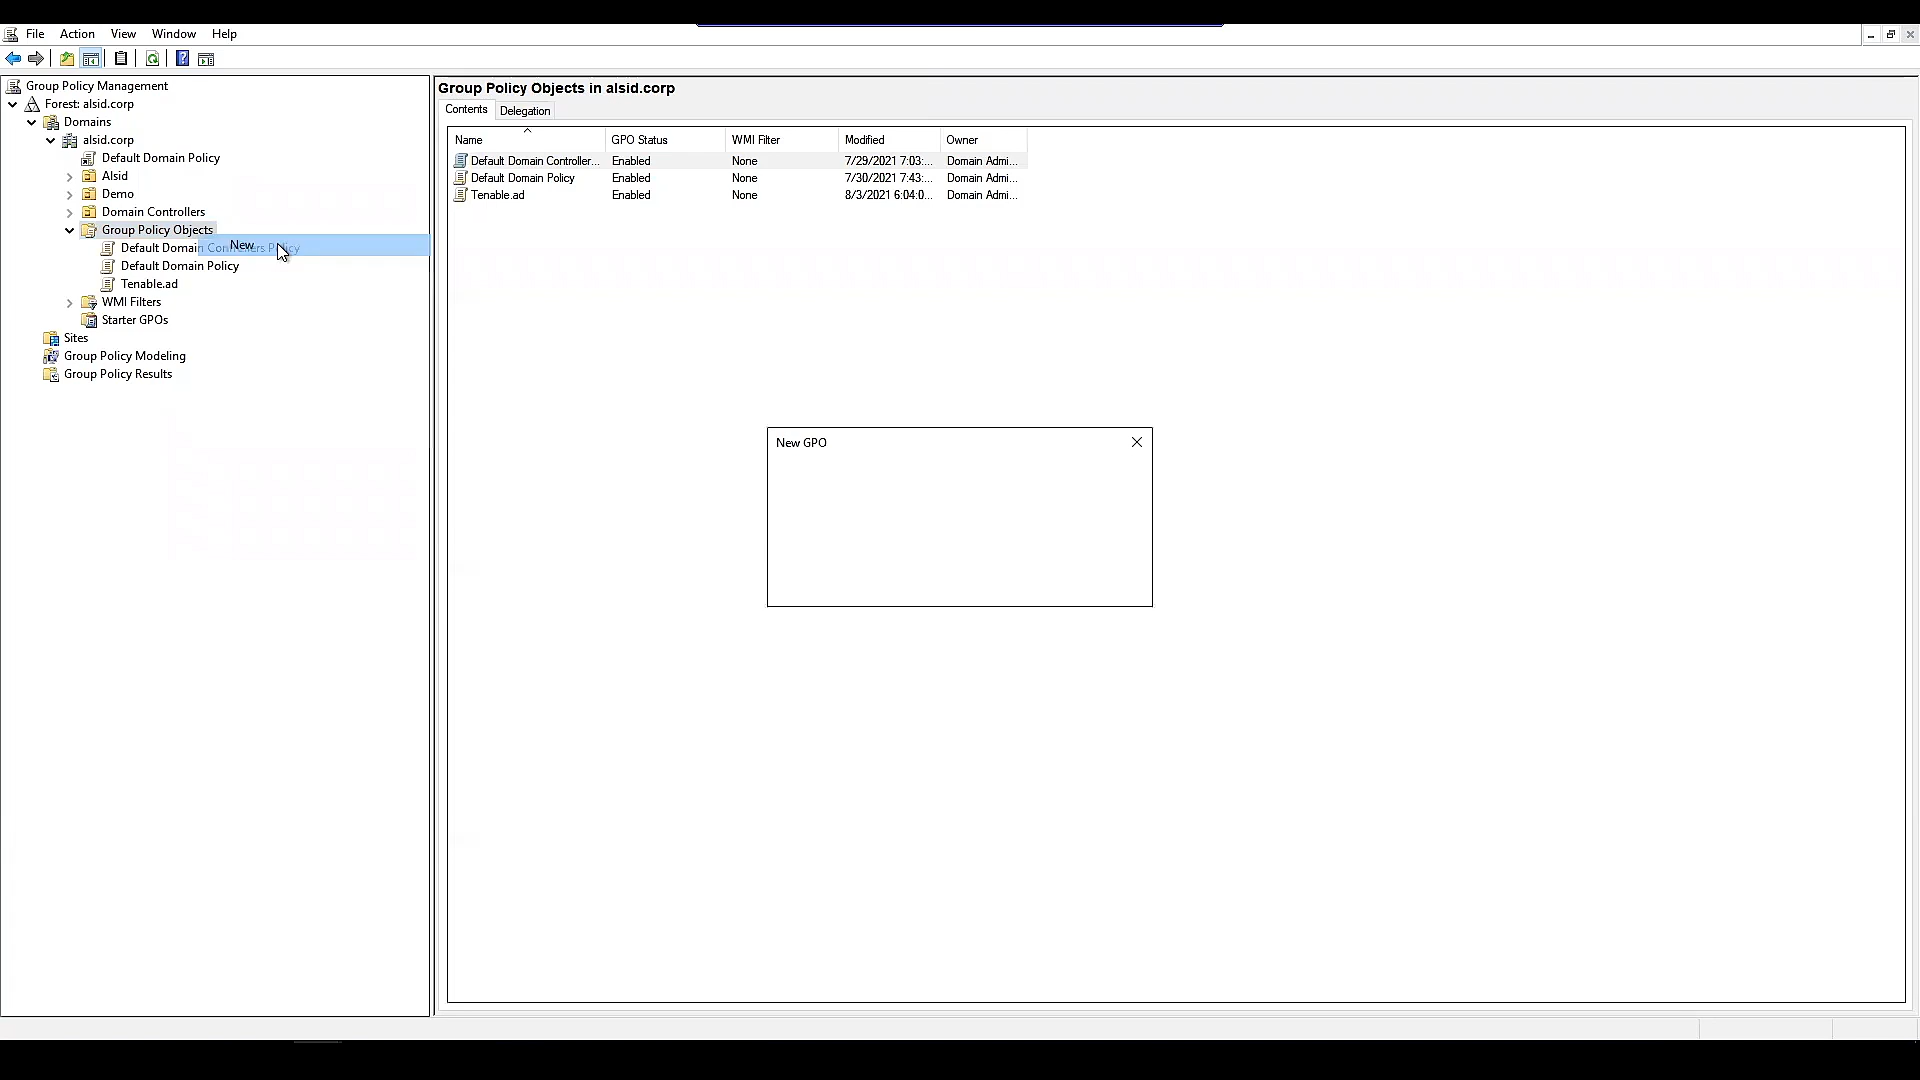 File Action View Window Help
Group Policy Management
Forest: alsid.corp
Domains
alsid.corp
Default Domain Policy
Alsid
Demo
Domain Controllers
Group Policy Objects
New
Default Domain Controllers Policy
Default Domain Policy
Tenable.ad
WMI Filters
Starter GPOs
Sites
Group Policy Modeling
Group Policy Results
Group Policy Objects in alsid.corp
Contents Delegation
Name GPO Status WMI Filter Modified Owner
Default Domain Controller... Enabled None 7/29/2021 7:03:... Domain Admi...
Default Domain Policy Enabled None 7/30/2021 7:43:... Domain Admi...
Tenable.ad Enabled None 8/3/2021 6:04:0... Domain Admi...
New GPO